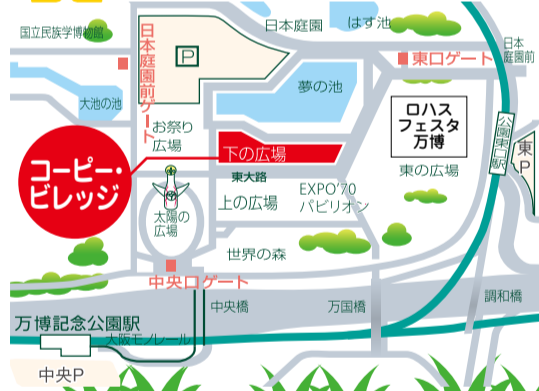 国立民族学博物館
日本庭園前ゲート
P
日本庭園
はす池
東口ゲート
日本
庭園前
大池の池
お祭り
広場
夢の池
ロハス
フェスタ
万博
公園東口駅
東P
コーピー・
ビレッジ
下の広場
東の広場
東大路
太陽の
広場
上の広場
EXPO'70
パビリオン
世界の森
中央口ゲート
中央橋
万国橋
調和橋
万博記念公園駅
大阪モノレール
中央P